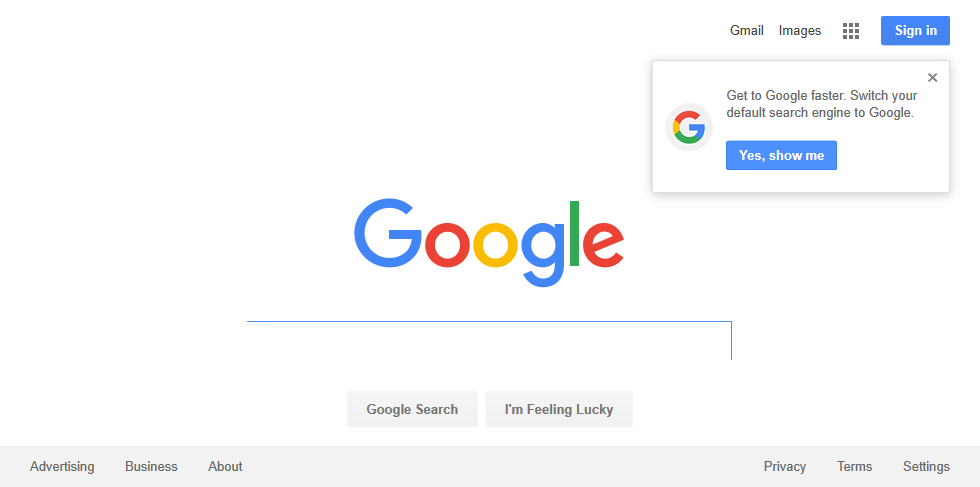 Gmail Images Sign in
Get to Google faster. Switch your
default search engine to Google.
Yes, show me
Google
Google Search I'm Feeling Lucky
Advertising Business About Privacy Terms Settings